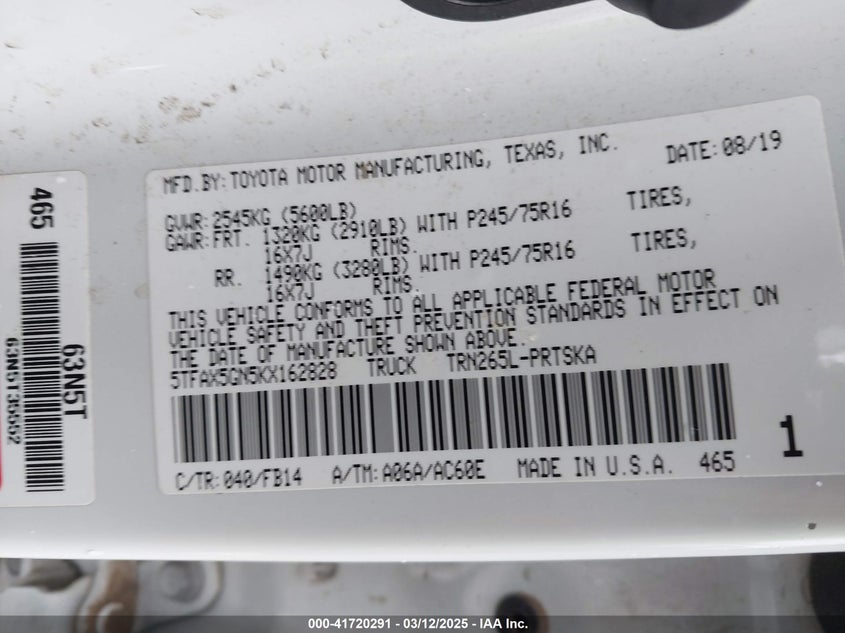 MFD.BY:TOYOTA MOTOR MANUFACTURING, TEXAS, INC. DATE:08/19
GVWR:2545KG (5600LB)
GAWR:FRT. 1320KG (2910LB) WITH P245/75R16 TIRES,
16X7J RIMS.
RR. 1490KG (3280LB) WITH P245/75R16 TIRES,
16X7J RIMS.
THIS VEHICLE CONFORMS TO ALL APPLICABLE FEDERAL MOTOR
VEHICLE SAFETY AND THEFT PREVENTION STANDARDS IN EFFECT ON
THE DATE OF MANUFACTURE SHOWN ABOVE.
5TFAX5GN5KX162828 TRUCK TRN265L-PRTSKA
C/TR:040/FB14 A/TM:A06A/AC60E MADE IN U.S.A. 465
1
465
63N5T35552
63N5T
000-41720291 - 03/12/2025 - IAA Inc.